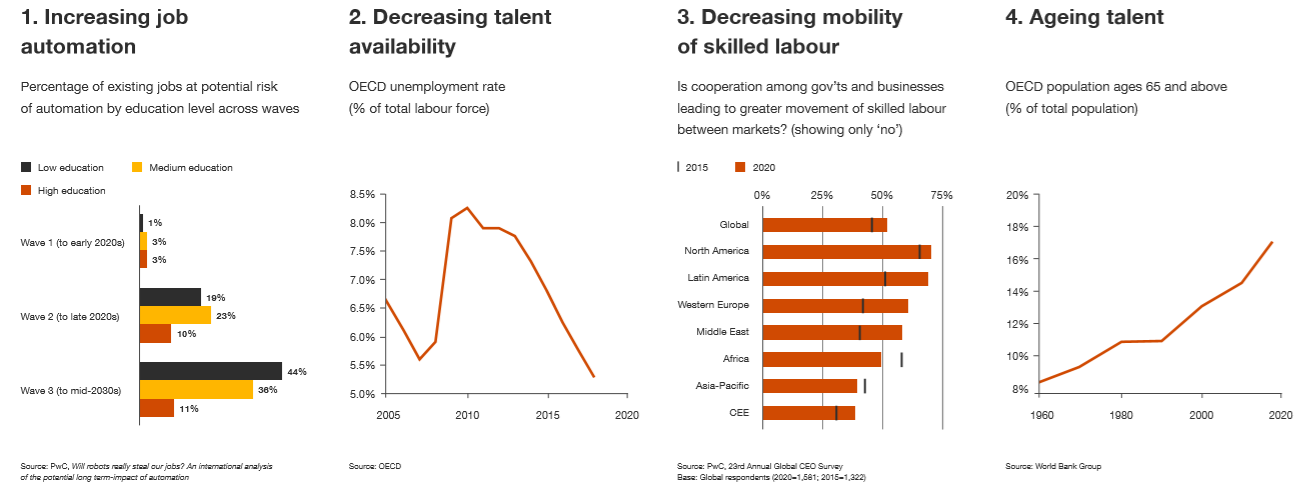 1. Increasing job
automation
Percentage of existing jobs at potential risk
of automation by education level across waves
Low education
Medium education
High education
Wave 1 (to early 2020s)
1%
3%
3%
Wave 2 (to late 2020s)
19%
23%
10%
Wave 3 (to mid-2030s)
44%
36%
11%
Source: PwC, Will robots really steal our jobs? An international analysis
of the potential long term-impact of automation
2. Decreasing talent
availability
OECD unemployment rate
(% of total labour force)
8.5%
8.0%
7.5%
7.0%
6.5%
6.0%
5.5%
5.0%
2005
2010
2015
2020
Source: OECD
3. Decreasing mobility
of skilled labour
Is cooperation among gov'ts and businesses
leading to greater movement of skilled labour
between markets? (showing only 'no')
2015
2020
0%
25%
50%
75%
Global
North America
Latin America
Western Europe
Middle East
Africa
Asia-Pacific
CEE
Source: PwC, 23rd Annual Global CEO Survey
Base: Global respondents (2020=1,581; 2015=1,322)
4. Ageing talent
OECD population ages 65 and above
(% of total population)
20%
18%
16%
14%
12%
10%
8%
1960
1980
2000
2020
Source: World Bank Group